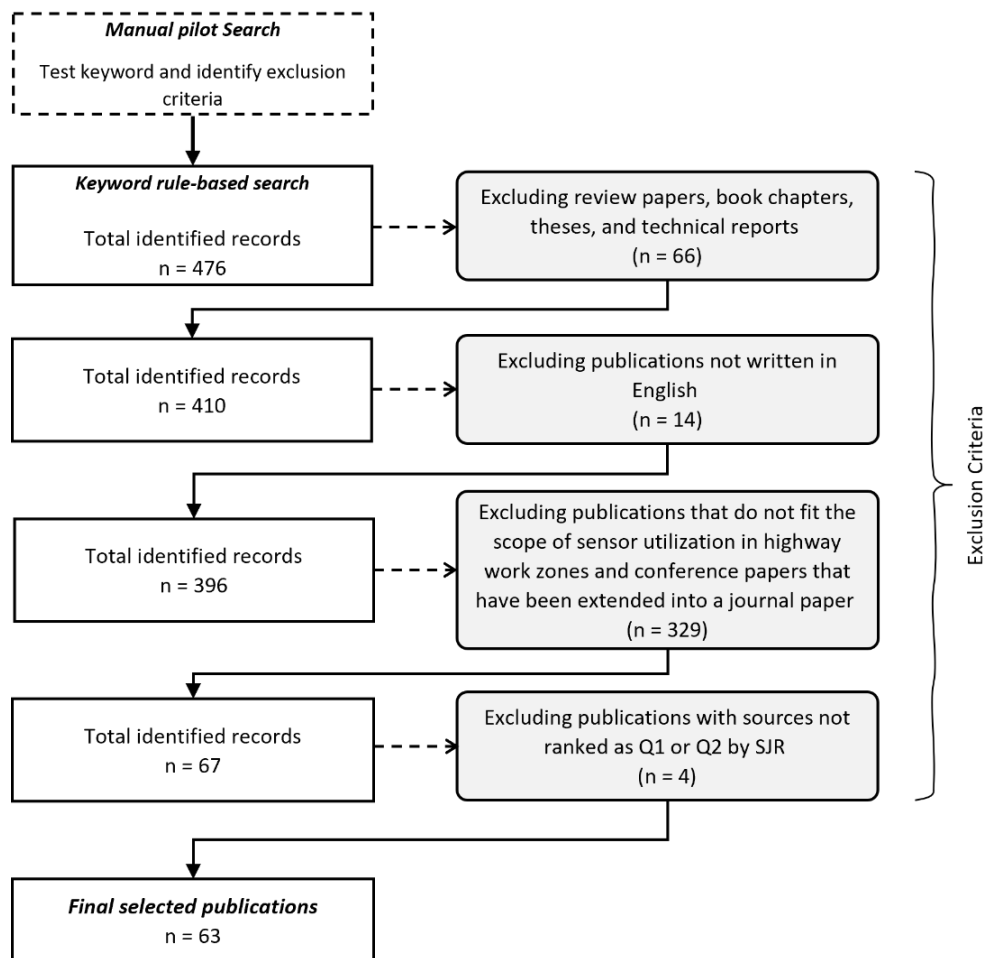 Manual pilot Search
Test keyword and identify exclusion
criteria
Keyword rule-based search
Total identified records
n = 476
Excluding review papers, book chapters,
theses, and technical reports
(n = 66)
Total identified records
n = 410
Excluding publications not written in
English
(n = 14)
Total identified records
n = 396
Excluding publications that do not fit the
scope of sensor utilization in highway
work zones and conference papers that
have been extended into a journal paper
(n = 329)
Total identified records
n = 67
Excluding publications with sources not
ranked as Q1 or Q2 by SJR
(n = 4)
Final selected publications
n = 63
Exclusion Criteria